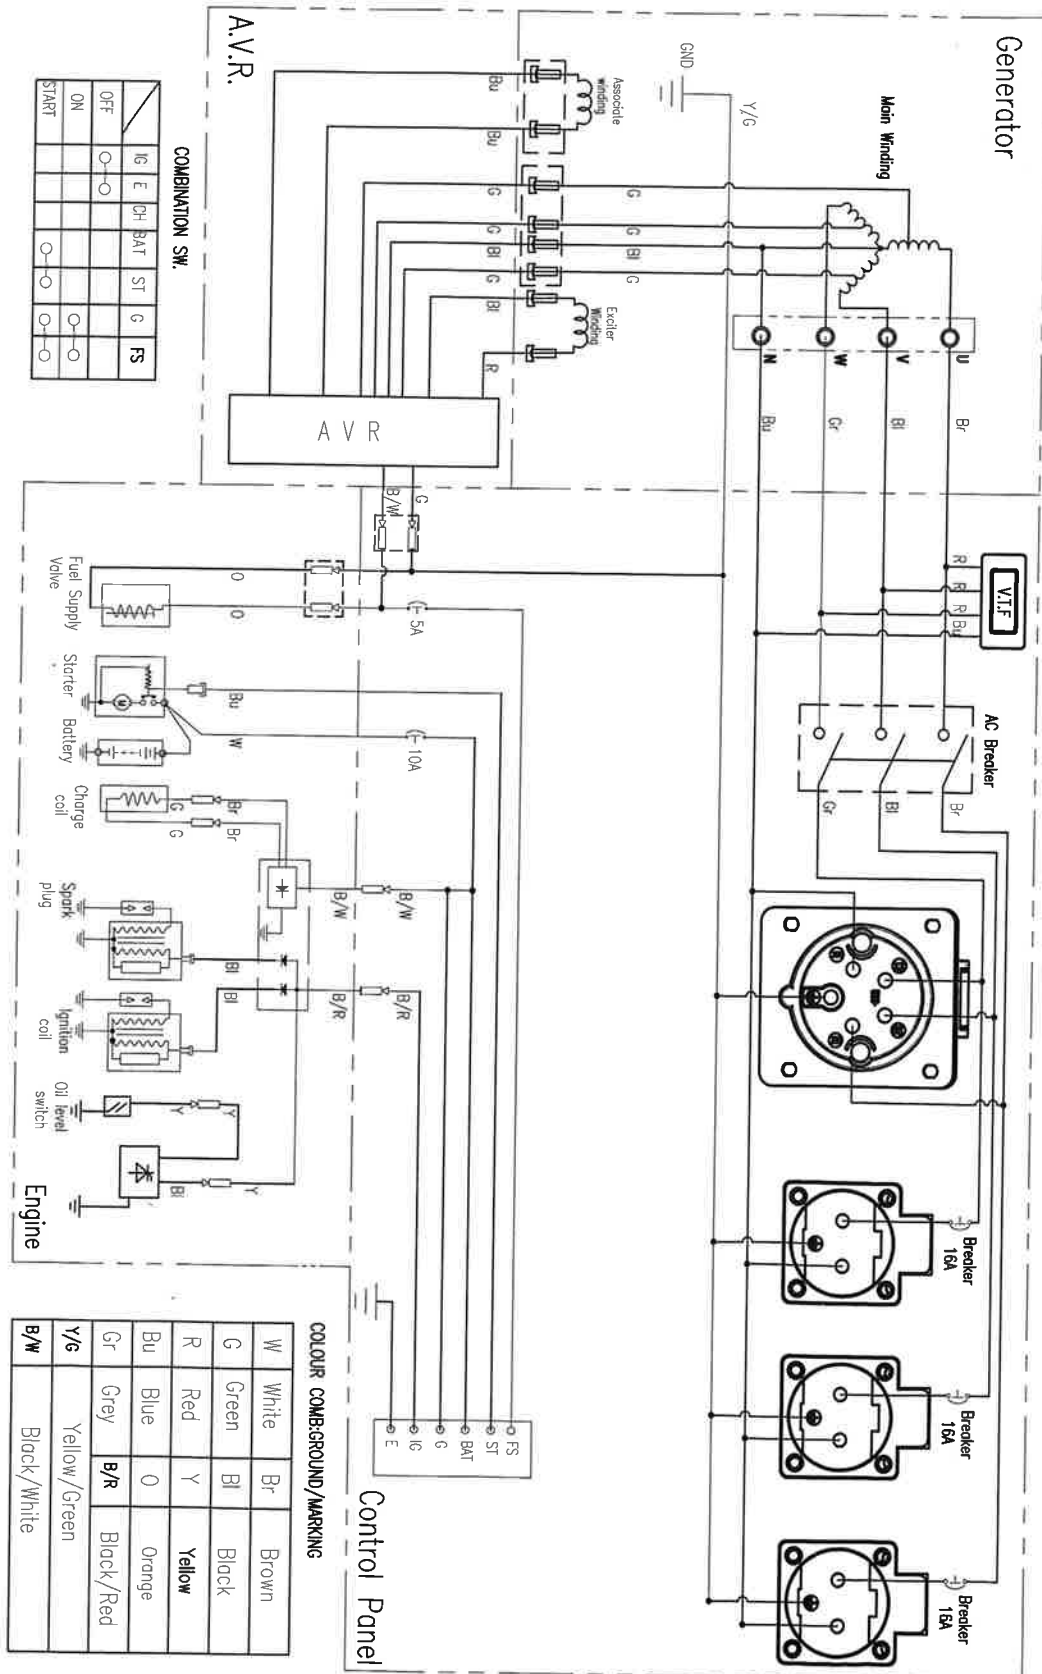 Generator
Main Winding
Y/G
GND
Associate
winding
A.V.R.
Bu
Bu
G
G
Bl
G
Bl
R
G
G
Bl
G
Exciter
Winding
U
V
W
N
Br
Bl
Gr
Bu
A V R
G
B/W
COMBINATION SW.
IG E CH BAT ST G FS
OFF
ON
START
V.T.F
R
R
R
Bu
AC Breaker
Br
Bl
Gr
Breaker
16A
Breaker
16A
Breaker
16A
Fuel Supply
Valve
O
O
5A
Starter
M
Bu
Battery
W
10A
Charge
coil
G
G
Br
Br
Spark
plug
B/W
B/W
Bl
Ignition
coil
Bl
B/R
B/R
Oil level
switch
Y
Y
Bl
Y
Engine
FS
ST
BAT
G
IG
E
Control Panel
COLOUR COMB:GROUND/MARKING
W White Br Brown
G Green Bl Black
R Red Y Yellow
Bu Blue O Orange
Gr Grey B/R Black/Red
Y/G Yellow/Green
B/W Black/White